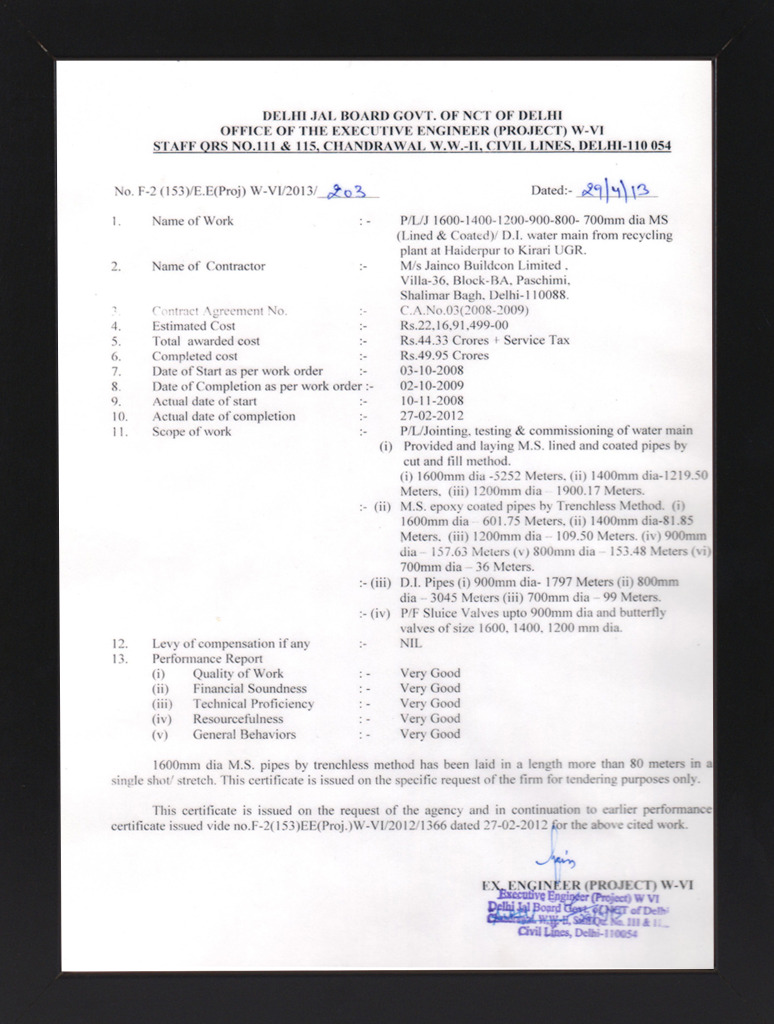 DELHI JAL BOARD GOVT. OF NCT OF DELHI
OFFICE OF THE EXECUTIVE ENGINEER (PROJECT) W-VI
STAFF QRS NO.111 & 115, CHANDRAWAL W.W.-II, CIVIL LINES, DELHI-110 054
No. F-2 (153)/E.E(Proj) W-VI/2013/ 203 Dated:- 29/4/13
1. Name of Work :- P/L/J 1600-1400-1200-900-800- 700mm dia MS
(Lined & Coated)/ D.I. water main from recycling
plant at Haiderpur to Kirari UGR.
2. Name of Contractor :- M/s Jainco Buildcon Limited ,
Villa-36, Block-BA, Paschimi,
Shalimar Bagh, Delhi-110088.
3. Contract Agreement No. :- C.A.No.03(2008-2009)
4. Estimated Cost :- Rs.22,16,91,499-00
5. Total awarded cost :- Rs.44.33 Crores + Service Tax
6. Completed cost :- Rs.49.95 Crores
7. Date of Start as per work order :- 03-10-2008
8. Date of Completion as per work order :- 02-10-2009
9. Actual date of start :- 10-11-2008
10. Actual date of completion :- 27-02-2012
11. Scope of work :- P/L/Jointing, testing & commissioning of water main
(i) Provided and laying M.S. lined and coated pipes by
cut and fill method.
(i) 1600mm dia -5252 Meters, (ii) 1400mm dia-1219.50
Meters, (iii) 1200mm dia – 1900.17 Meters.
:- (ii) M.S. epoxy coated pipes by Trenchless Method. (i)
1600mm dia – 601.75 Meters, (ii) 1400mm dia-81.85
Meters, (iii) 1200mm dia – 109.50 Meters. (iv) 900mm
dia – 157.63 Meters (v) 800mm dia – 153.48 Meters (vi)
700mm dia – 36 Meters.
:- (iii) D.I. Pipes (i) 900mm dia- 1797 Meters (ii) 800mm
dia – 3045 Meters (iii) 700mm dia – 99 Meters.
:- (iv) P/F Sluice Valves upto 900mm dia and butterfly
valves of size 1600, 1400, 1200 mm dia.
12. Levy of compensation if any :- NIL
13. Performance Report
(i) Quality of Work :- Very Good
(ii) Financial Soundness :- Very Good
(iii) Technical Proficiency :- Very Good
(iv) Resourcefulness :- Very Good
(v) General Behaviors :- Very Good
1600mm dia M.S. pipes by trenchless method has been laid in a length more than 80 meters in a
single shot/ stretch. This certificate is issued on the specific request of the firm for tendering purposes only.
This certificate is issued on the request of the agency and in continuation to earlier performance
certificate issued vide no.F-2(153)EE(Proj.)W-VI/2012/1366 dated 27-02-2012 for the above cited work.
EX. ENGINEER (PROJECT) W-VI
Executive Engineer (Project) W VI
Delhi Jal Board Govt. of NCT of Delhi
Chandrawal W.W-II, Staff Qr. No. 111 &
Civil Lines, Delhi-110054